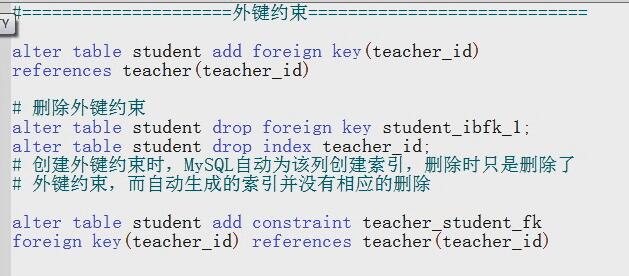 #=====================外键约束=========================
TY
alter table student add foreign key(teacher_id)
references teacher(teacher_id)
# 删除外键约束
alter table student drop foreign key student_ibfk_1;
alter table student drop index teacher_id;
# 创建外键约束时，MySQL自动为该列创建索引，删除时只是删除了
# 外键约束，而自动生成的索引并没有相应的删除
alter table student add constraint teacher_student_fk
foreign key(teacher_id) references teacher(teacher_id)